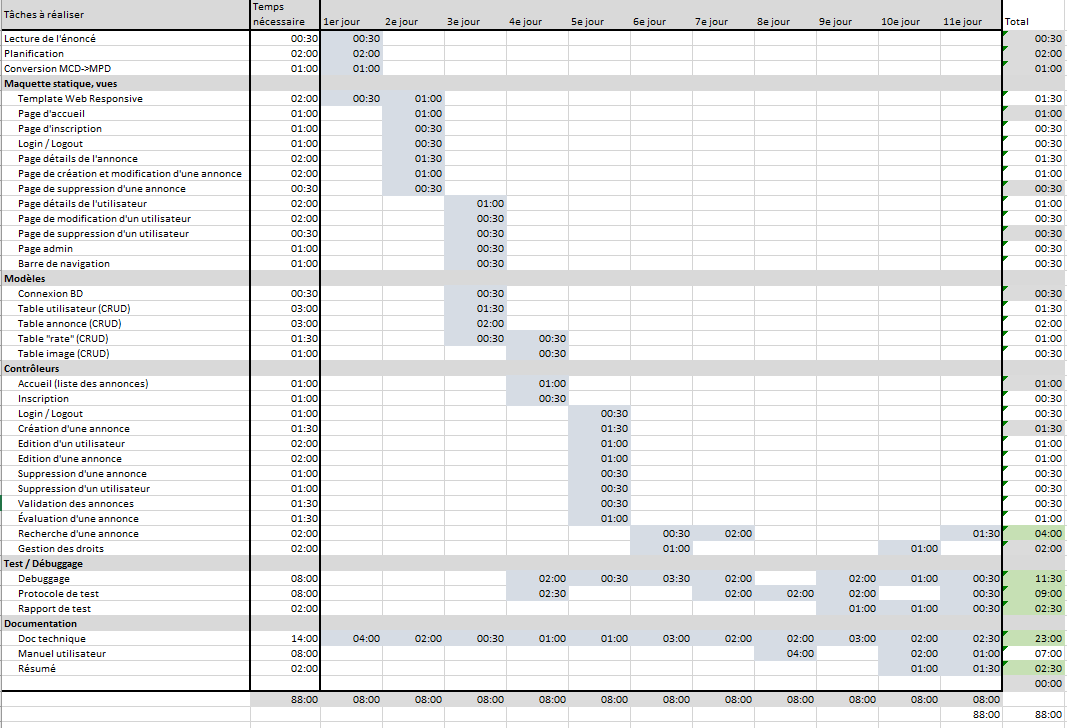 Tâches à réaliser Temps nécessaire 1er jour 2e jour 3e jour 4e jour 5e jour 6e jour 7e jour 8e jour 9e jour 10e jour 11e jour Total
Lecture de l'énoncé 00:30 00:30 00:30
Planification 02:00 02:00 02:00
Conversion MCD->MPD 01:00 01:00 01:00
Maquette statique, vues
Template Web Responsive 02:00 00:30 01:00 01:30
Page d'accueil 01:00 01:00 01:00
Page d'inscription 01:00 00:30 00:30
Login / Logout 01:00 00:30 00:30
Page détails de l'annonce 02:00 01:30 01:30
Page de création et modification d'une annonce 02:00 01:00 01:00
Page de suppression d'une annonce 00:30 00:30 00:30
Page détails de l'utilisateur 02:00 01:00 01:00
Page de modification d'un utilisateur 02:00 00:30 00:30
Page de suppression d'un utilisateur 00:30 00:30 00:30
Page admin 01:00 00:30 00:30
Barre de navigation 01:00 00:30 00:30
Modèles
Connexion BD 00:30 00:30 00:30
Table utilisateur (CRUD) 03:00 01:30 01:30
Table annonce (CRUD) 03:00 02:00 02:00
Table "rate" (CRUD) 01:30 00:30 00:30 01:00
Table image (CRUD) 01:00 00:30 00:30
Contrôleurs
Accueil (liste des annonces) 01:00 01:00 01:00
Inscription 01:00 00:30 00:30
Login / Logout 01:00 00:30 00:30
Création d'une annonce 01:30 01:30 01:30
Edition d'un utilisateur 02:00 01:00 01:00
Edition d'une annonce 02:00 01:00 01:00
Suppression d'une annonce 01:00 00:30 00:30
Suppression d'un utilisateur 01:00 00:30 00:30
Validation des annonces 01:30 00:30 00:30
Évaluation d'une annonce 01:30 01:00 01:00
Recherche d'une annonce 02:00 00:30 02:00 01:30 04:00
Gestion des droits 02:00 01:00 01:00 02:00
Test / Débuggage
Debuggage 08:00 02:00 00:30 03:30 02:00 02:00 01:00 00:30 11:30
Protocole de test 08:00 02:30 02:00 02:00 02:00 00:30 09:00
Rapport de test 02:00 01:00 01:00 00:30 02:30
Documentation
Doc technique 14:00 04:00 02:00 00:30 01:00 01:00 03:00 02:00 02:00 03:00 02:00 02:30 23:00
Manuel utilisateur 08:00 04:00 02:00 01:00 07:00
Résumé 02:00 01:00 01:30 02:30
00:00
88:00 08:00 08:00 08:00 08:00 08:00 08:00 08:00 08:00 08:00 08:00 08:00
88:00 88:00